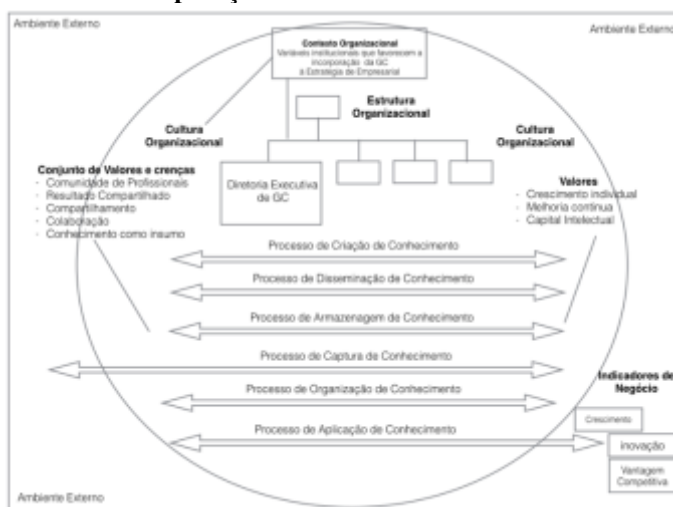 Ambiente Externo
Ambiente Externo
Contexto Organizacional
Variáveis institucionais que favorecem a
incorporação da GC
à Estratégia de Empresarial
Estrutura
Organizacional
Cultura
Organizacional
Cultura
Organizacional
Conjunto de Valores e crenças
- Comunidade de Profissionais
- Resultado Compartilhado
- Compartilhamento
- Colaboração
- Conhecimento como insumo
Diretoria Executiva
de GC
Valores
- Crescimento individual
- Melhoria continua
- Capital Intelectual
Processo de Criação de Conhecimento
Processo de Disseminação de Conhecimento
Processo de Armazenagem de Conhecimento
Processo de Captura de Conhecimento
Processo de Organização de Conhecimento
Processo de Aplicação de Conhecimento
Indicadores de
Negócio
Crescimento
inovação
Vantagem
Competitiva
Ambiente Externo